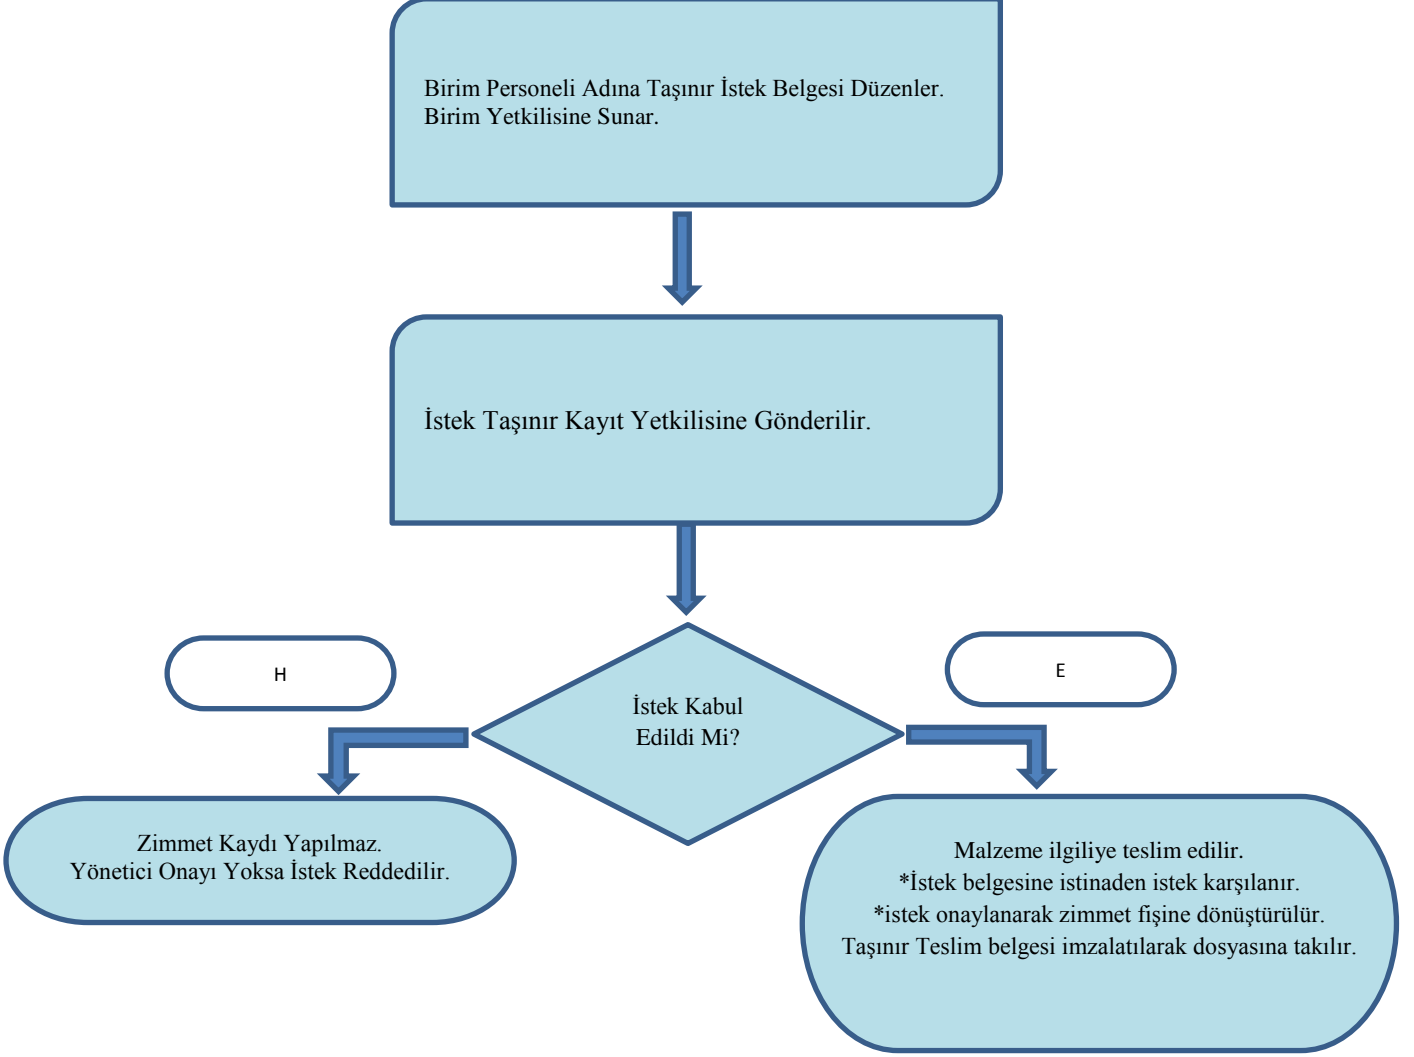 Birim Personeli Adına Taşınır İstek Belgesi Düzenler.
Birim Yetkilisine Sunar.
İstek Taşınır Kayıt Yetkilisine Gönderilir.
H
E
İstek Kabul
Edildi Mi?
Zimmet Kaydı Yapılmaz.
Yönetici Onayı Yoksa İstek Reddedilir.
Malzeme ilgiliye teslim edilir.
*İstek belgesine istinaden istek karşılanır.
*istek onaylanarak zimmet fişine dönüştürülür.
Taşınır Teslim belgesi imzalatılarak dosyasına takılır.